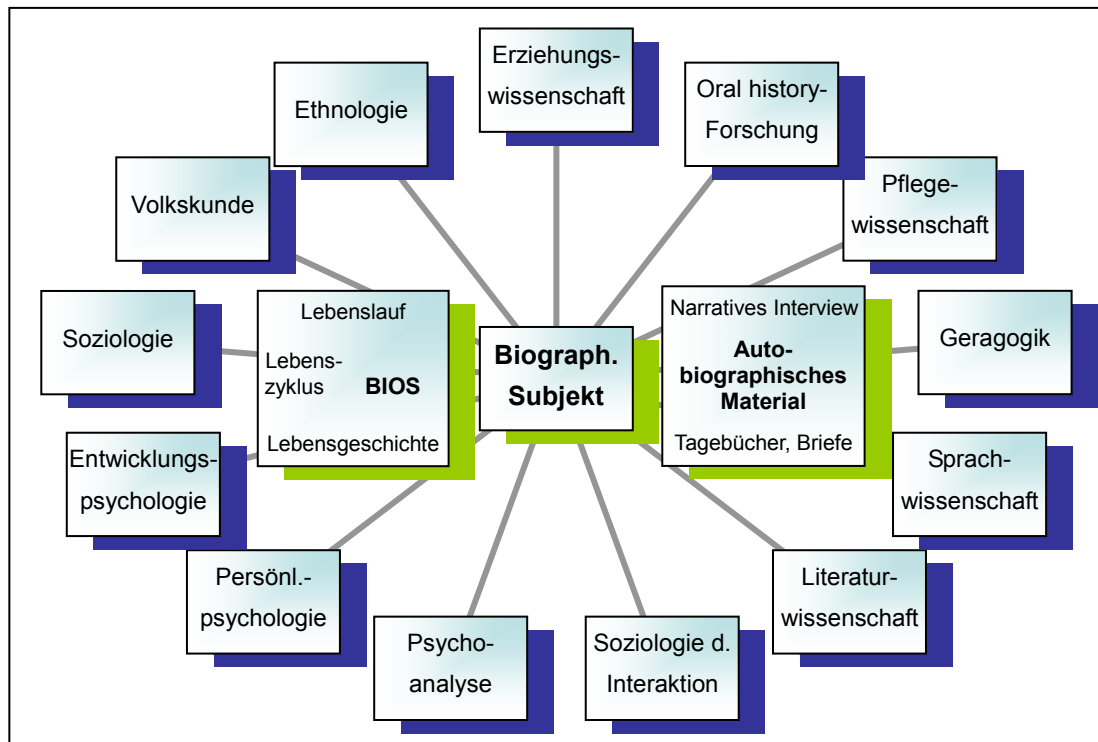 Erziehungs-
wissenschaft
Oral history-
Forschung
Ethnologie
Pflege-
wissenschaft
Volkskunde
Soziologie
Lebenslauf
Lebens-
zyklus
BIOS
Lebensgeschichte
Biograph.
Subjekt
Narratives Interview
Auto-
biographisches
Material
Tagebücher, Briefe
Geragogik
Entwicklungs-
psychologie
Sprach-
wissenschaft
Persönl.-
psychologie
Literatur-
wissenschaft
Psycho-
analyse
Soziologie d.
Interaktion